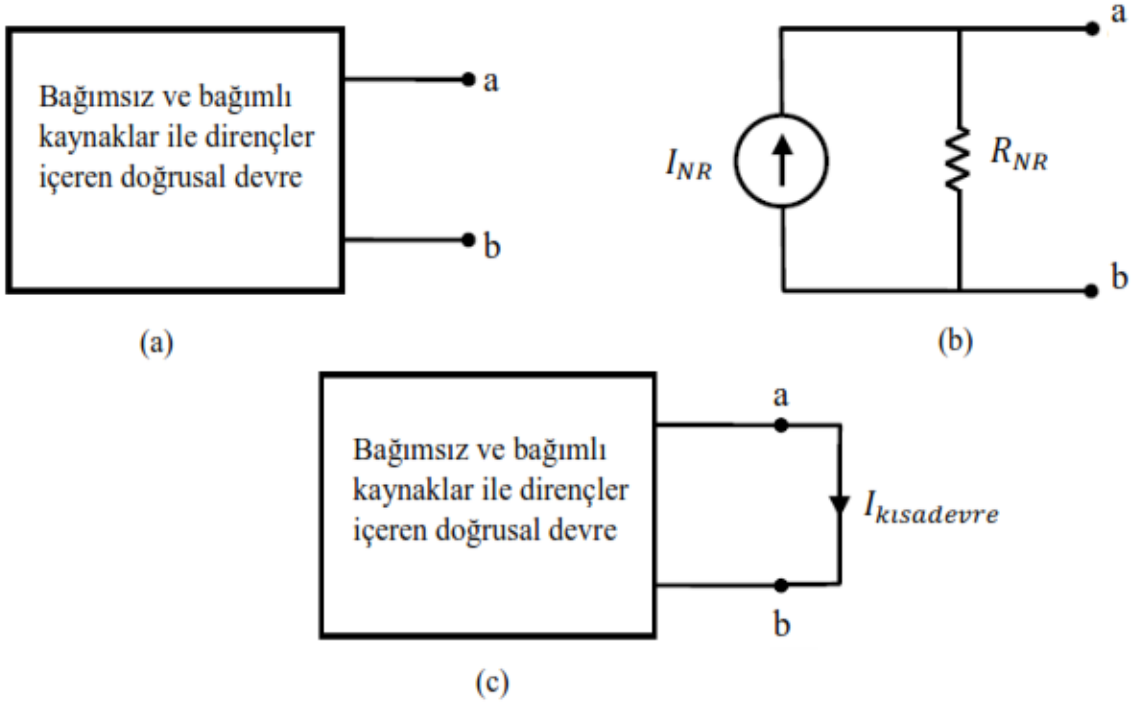 Bağımsız ve bağımlı
kaynaklar ile dirençler
içeren doğrusal devre
a
b
(a)
I_NR
R_NR
a
b
(b)
Bağımsız ve bağımlı
kaynaklar ile dirençler
içeren doğrusal devre
a
I_kısadevre
b
(c)